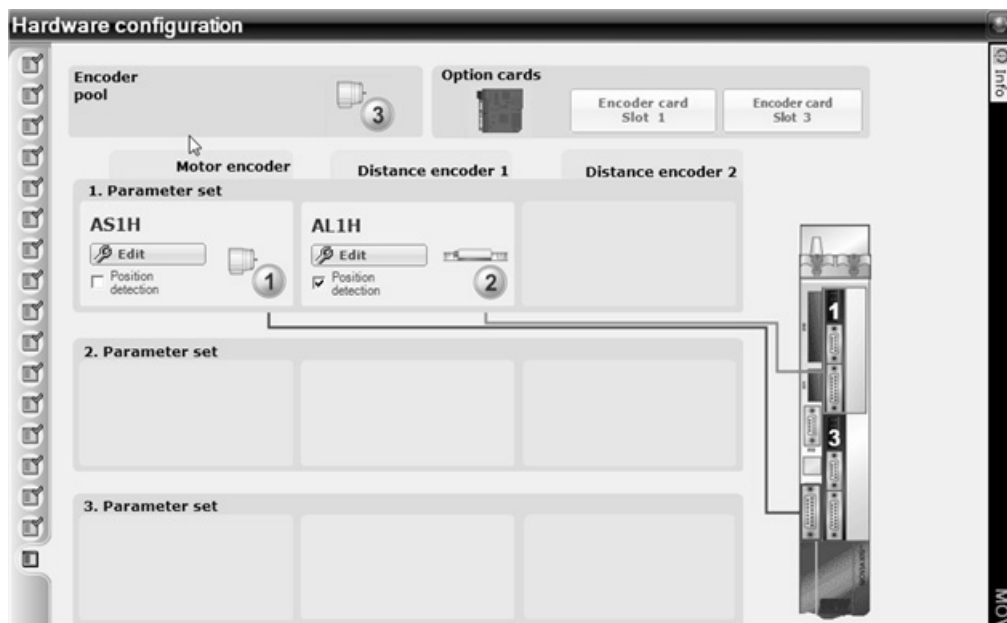 Hardware configuration
Info
Encoder
pool
3
Option cards
Encoder card
Slot 1
Encoder card
Slot 3
Motor encoder
Distance encoder 1
Distance encoder 2
1. Parameter set
AS1H
Edit
Position
detection
1
AL1H
Edit
Position
detection
2
1
3
2. Parameter set
3. Parameter set